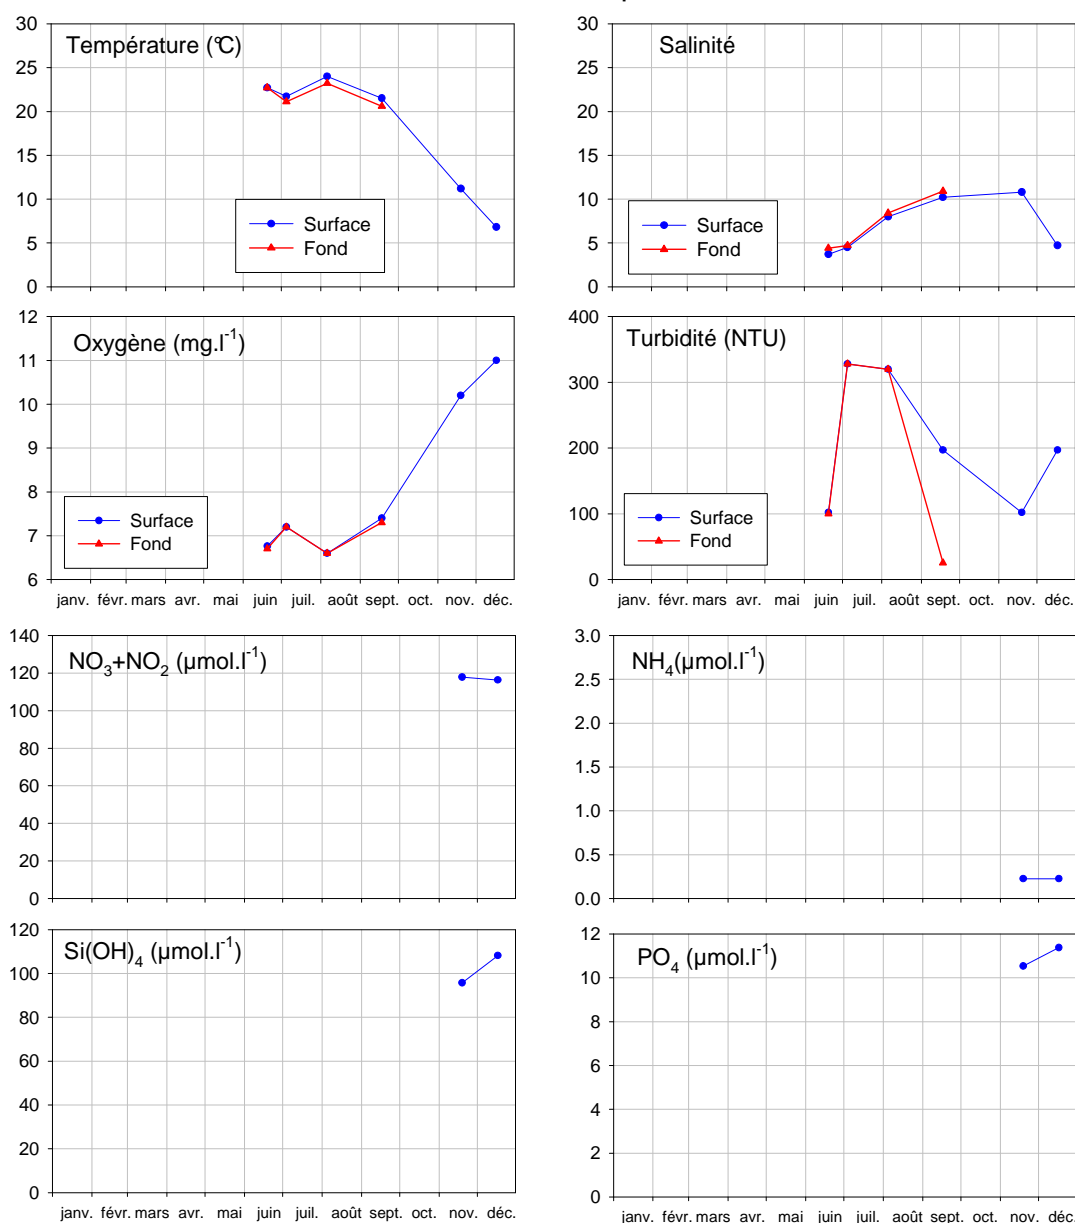 Température (°C)
30
25
20
15
10
5
0
Surface
Fond
Salinité
30
25
20
15
10
5
0
Surface
Fond
Oxygène (mg.l-1)
12
11
10
9
8
7
6
Surface
Fond
janv. févr. mars avr. mai juin juil. août sept. oct. nov. déc.
Turbidité (NTU)
400
300
200
100
0
Surface
Fond
janv. févr. mars avr. mai juin juil. août sept. oct. nov. déc.
NO3+NO2 (µmol.l-1)
140
120
100
80
60
40
20
0
NH4(µmol.l-1)
3.0
2.5
2.0
1.5
1.0
0.5
0.0
Si(OH)4 (µmol.l-1)
120
100
80
60
40
20
0
janv. févr. mars avr. mai juin juil. août sept. oct. nov. déc.
PO4 (µmol.l-1)
12
10
8
6
4
2
0
janv. févr. mars avr. mai juin juil. août sept. oct. nov. déc.